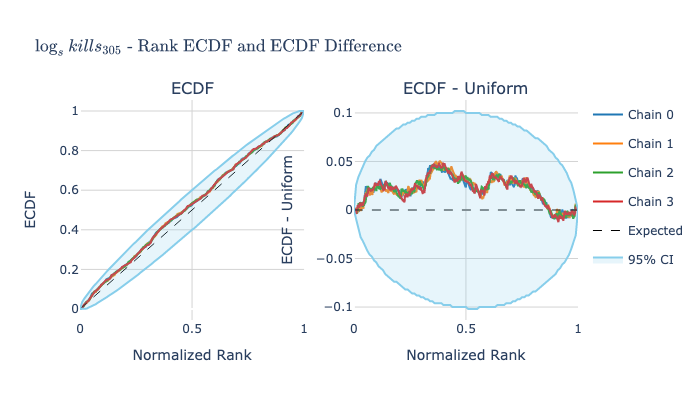 log_s kills_305 - Rank ECDF and ECDF Difference
ECDF
ECDF - Uniform
1
0.8
0.6
0.4
0.2
0
0
0.5
1
ECDF
Normalized Rank
0.1
0.05
0
−0.05
−0.1
0
0.5
1
ECDF - Uniform
Normalized Rank
Chain 0
Chain 1
Chain 2
Chain 3
Expected
95% CI